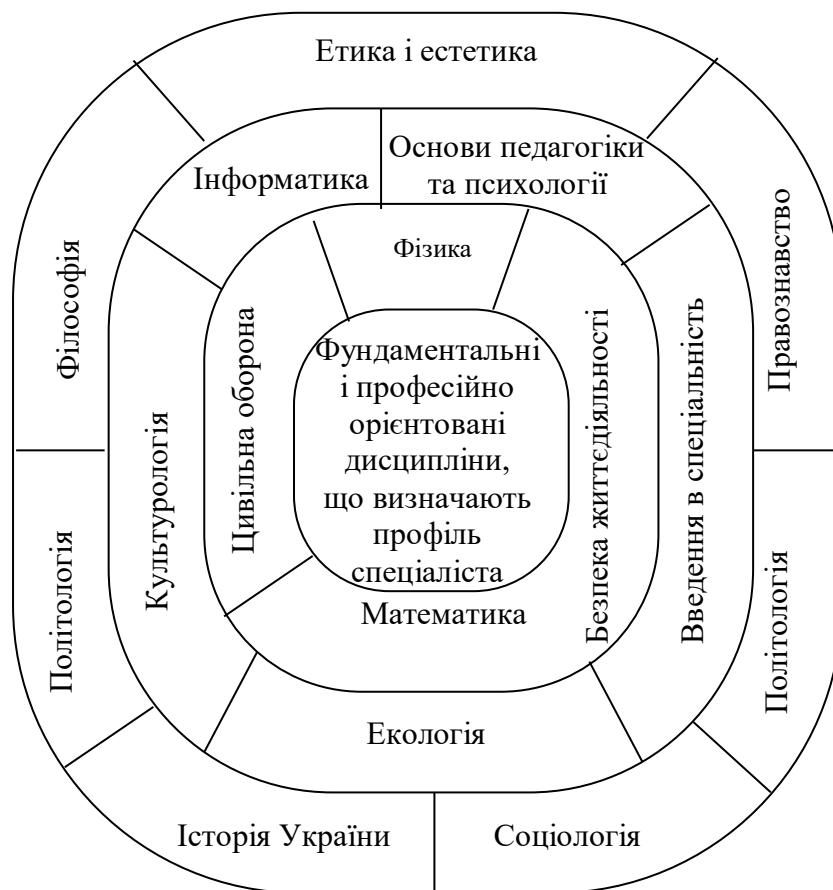 Етика і естетика
Інформатика
Основи педагогіки
та психології
Фізика
Філософія
Правознавство
Цивільна оборона
Культурологія
Фундаментальні
і професійно
орієнтовані
дисципліни,
що визначають
профіль
спеціаліста
Безпека життєдіяльності
Введення в спеціальність
Політологія
Політологія
Математика
Екологія
Історія України
Соціологія